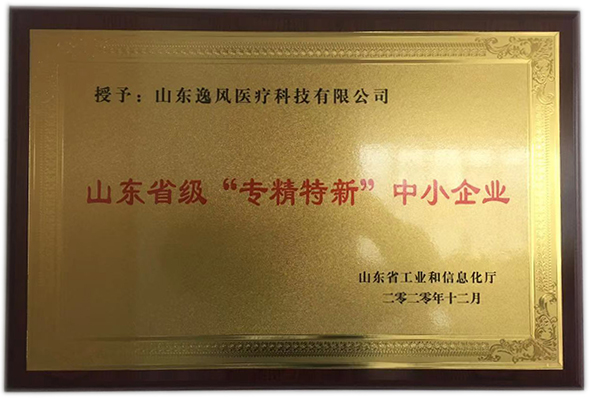 授予：山东逸风医疗科技有限公司
山东省级“专精特新”中小企业
山东省工业和信息化厅
二零二零年十二月